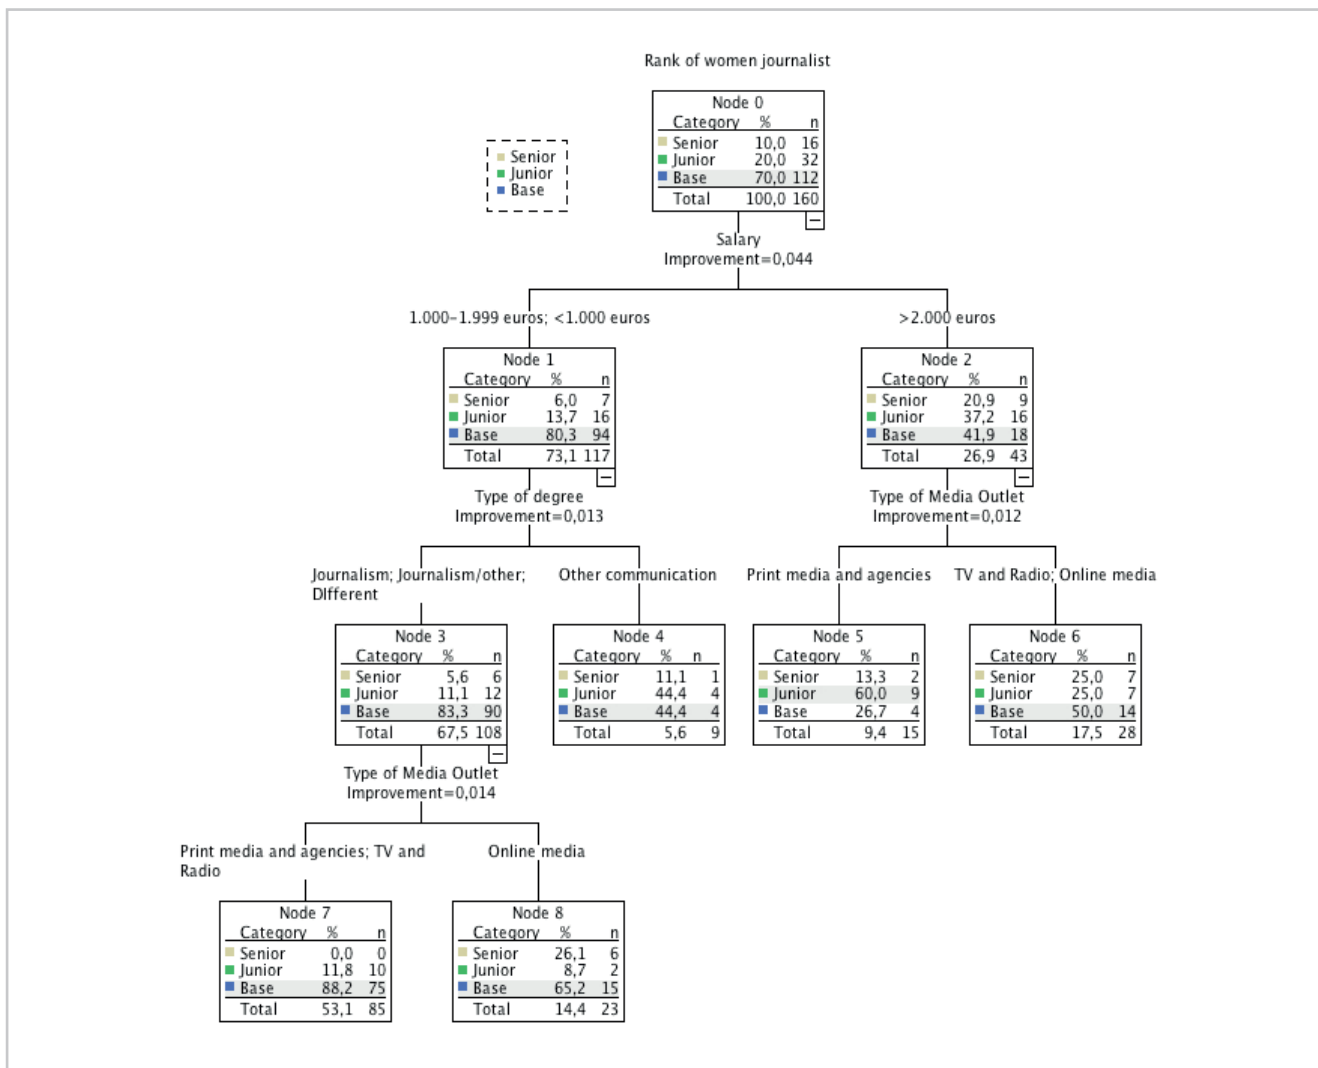 Rank of women journalist
Senior
Junior
Base
Node 0
Category % n
Senior 10,0 16
Junior 20,0 32
Base 70,0 112
Total 100,0 160
Salary
Improvement=0,044
1.000-1.999 euros; <1.000 euros
>2.000 euros
Node 1
Category % n
Senior 6,0 7
Junior 13,7 16
Base 80,3 94
Total 73,1 117
Node 2
Category % n
Senior 20,9 9
Junior 37,2 16
Base 41,9 18
Total 26,9 43
Type of degree
Improvement=0,013
Type of Media Outlet
Improvement=0,012
Journalism; Journalism/other;
DIfferent
Other communication
Print media and agencies
TV and Radio; Online media
Node 3
Category % n
Senior 5,6 6
Junior 11,1 12
Base 83,3 90
Total 67,5 108
Node 4
Category % n
Senior 11,1 1
Junior 44,4 4
Base 44,4 4
Total 5,6 9
Node 5
Category % n
Senior 13,3 2
Junior 60,0 9
Base 26,7 4
Total 9,4 15
Node 6
Category % n
Senior 25,0 7
Junior 25,0 7
Base 50,0 14
Total 17,5 28
Type of Media Outlet
Improvement=0,014
Print media and agencies; TV and
Radio
Online media
Node 7
Category % n
Senior 0,0 0
Junior 11,8 10
Base 88,2 75
Total 53,1 85
Node 8
Category % n
Senior 26,1 6
Junior 8,7 2
Base 65,2 15
Total 14,4 23